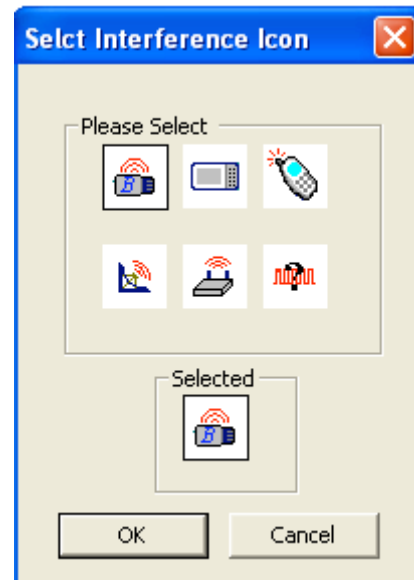 Selct Interference Icon
Please Select
B
Selected
B
OK
Cancel